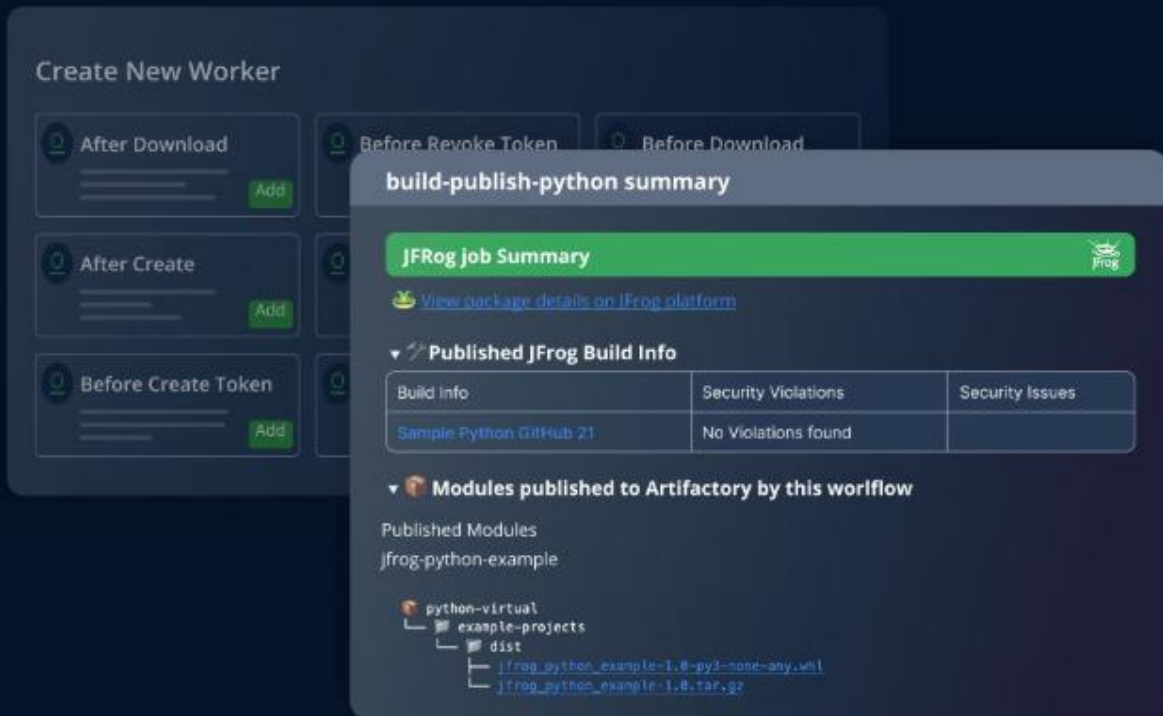 Create New Worker
After Download
Add
Before Revoke Token
Before Download
After Create
Add
Before Create Token
Add
build-publish-python summary
JFRog job Summary
JFrog
View package details on JFrog platform
Published JFrog Build Info
Build Info Security Violations Security Issues
Sample Python GitHub 21 No Violations found
Modules published to Artifactory by this worlflow
Published Modules
jfrog-python-example
python-virtual
example-projects
dist
jfrog_python_example-1.0-py3-none-any.whl
jfrog_python_example-1.0.tar.gz